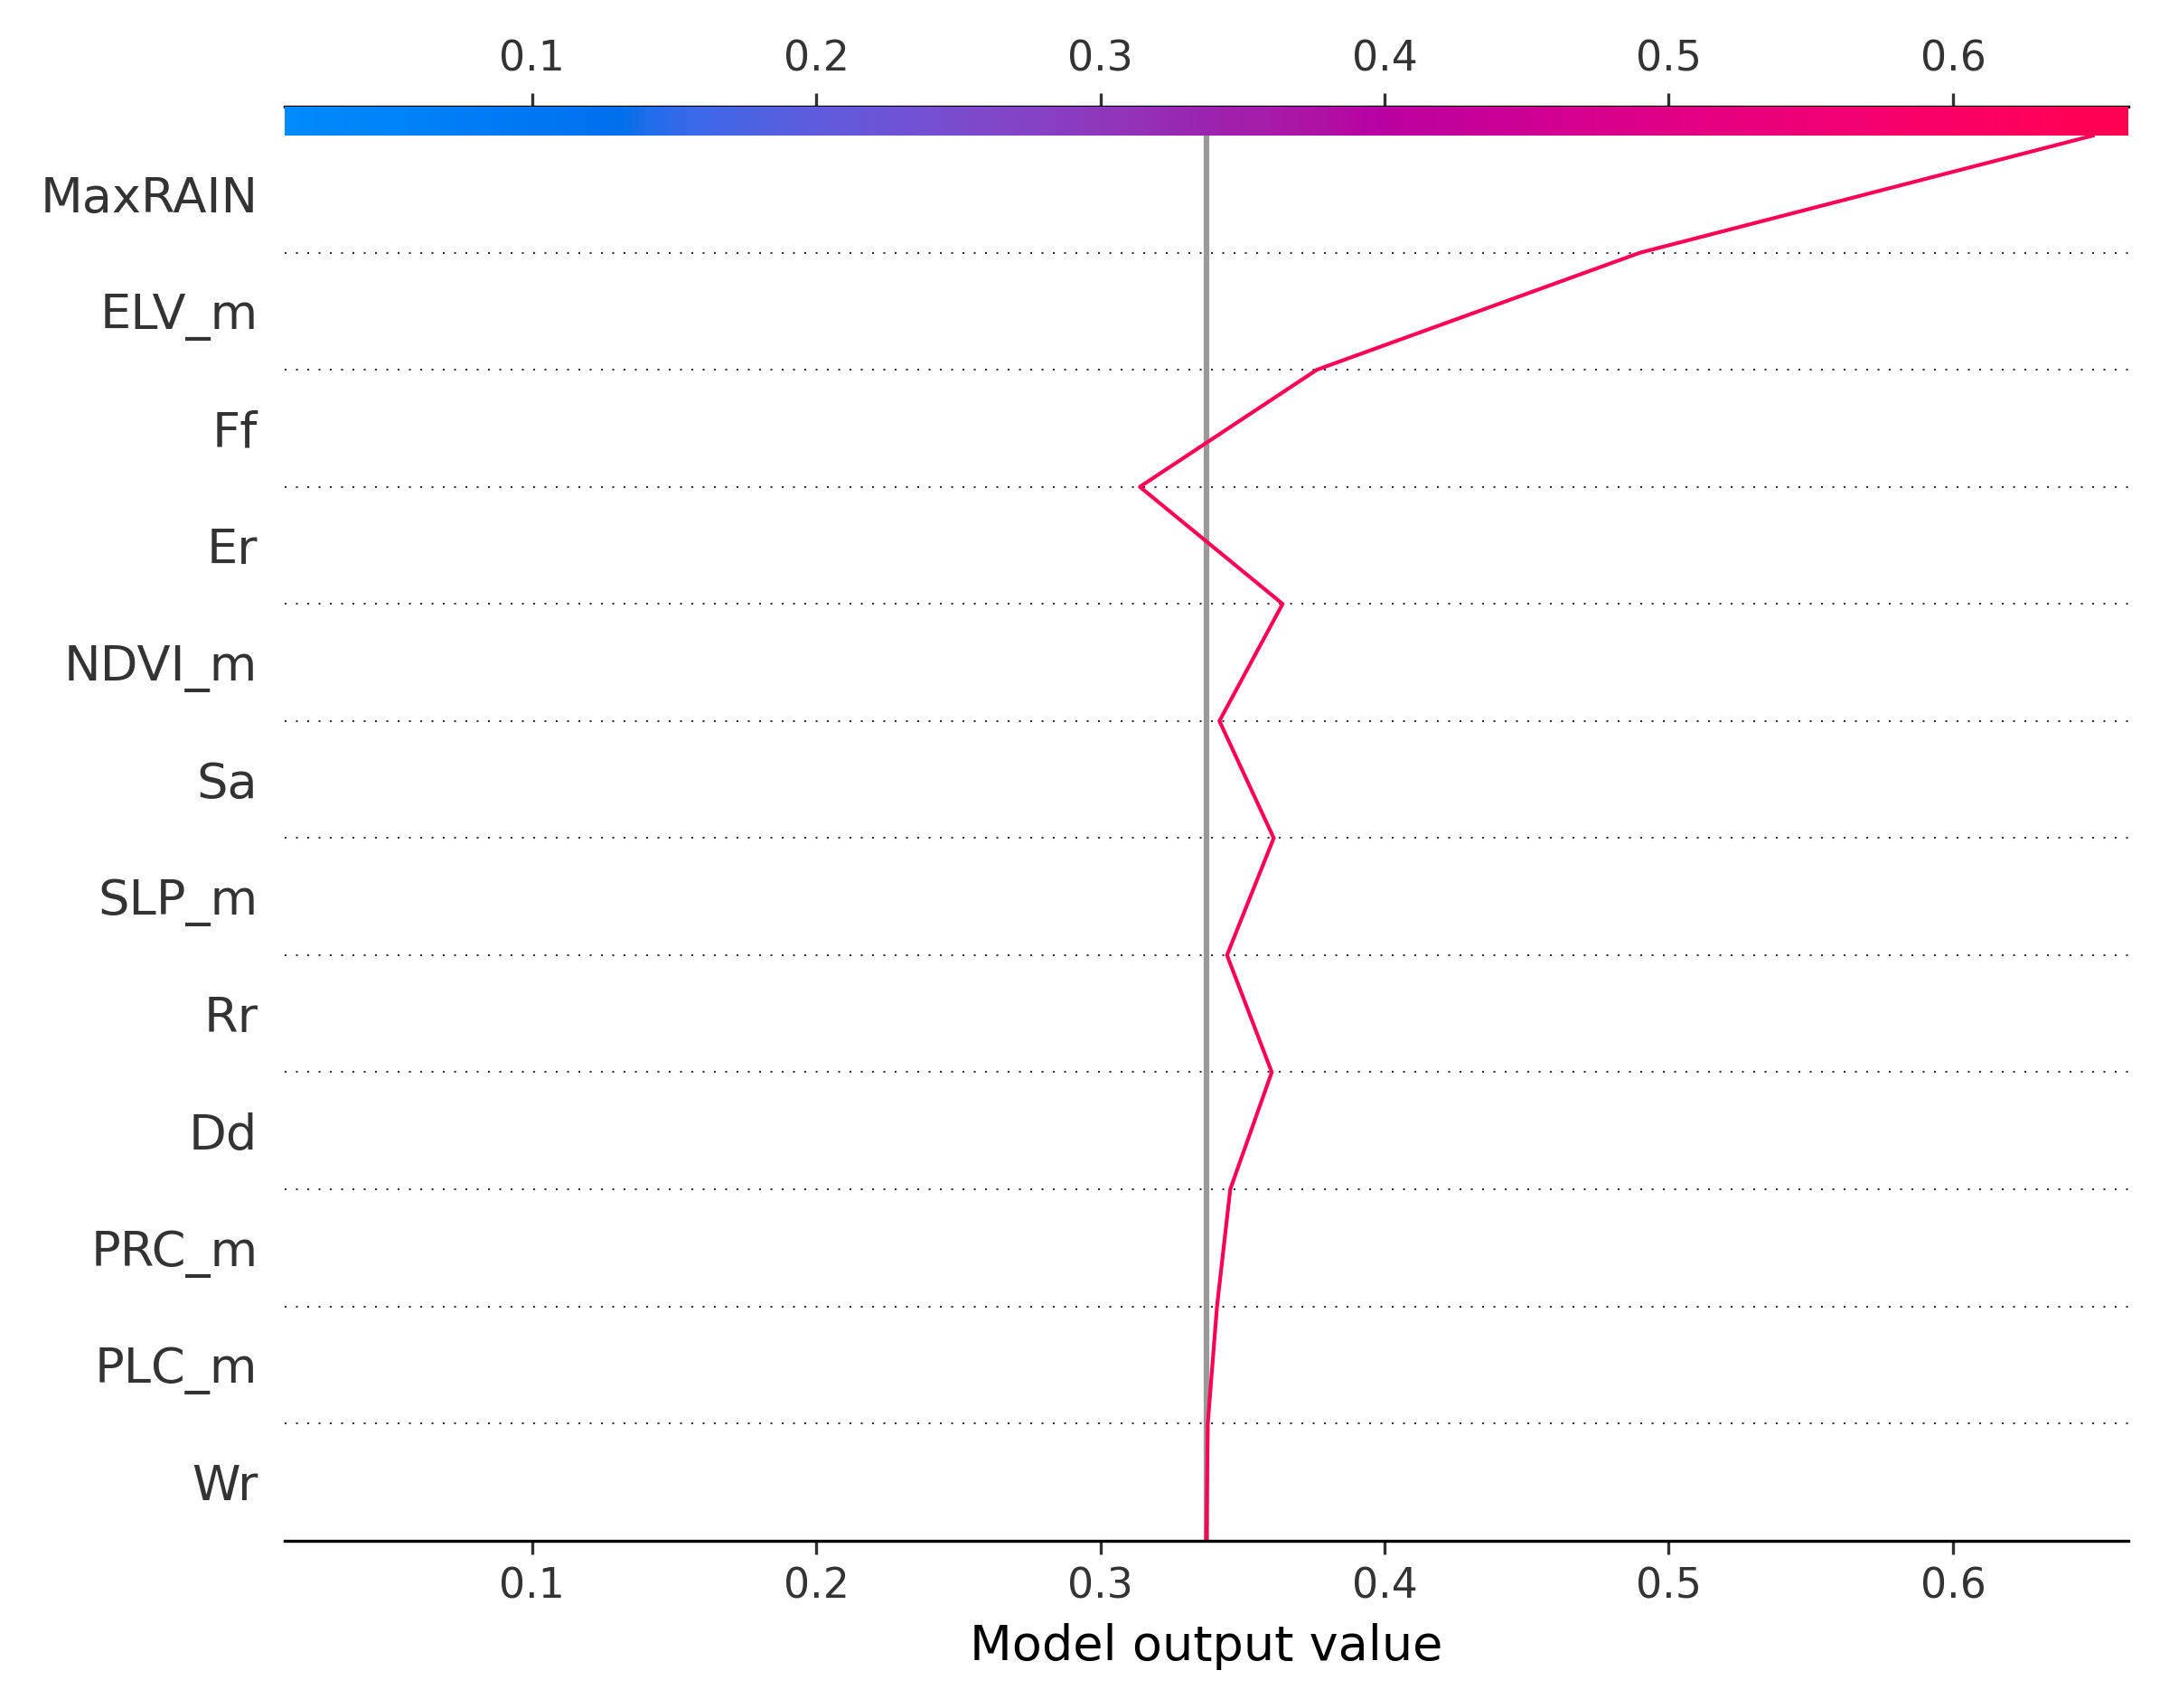 0.1 0.2 0.3 0.4 0.5 0.6
MaxRAIN
ELV_m
Ff
Er
NDVI_m
Sa
SLP_m
Rr
Dd
PRC_m
PLC_m
Wr
0.1 0.2 0.3 0.4 0.5 0.6
Model output value